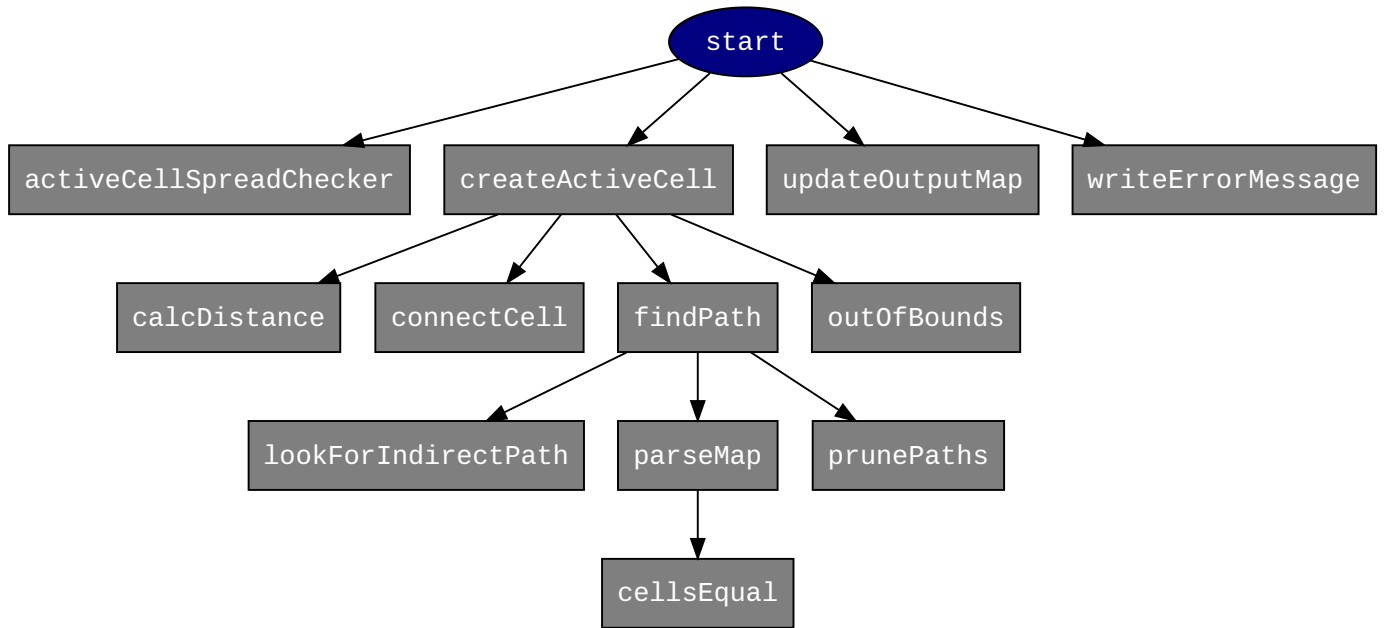 start
activeCellSpreadChecker
createActiveCell
updateOutputMap
writeErrorMessage
calcDistance
connectCell
findPath
outOfBounds
lookForIndirectPath
parseMap
prunePaths
cellsEqual